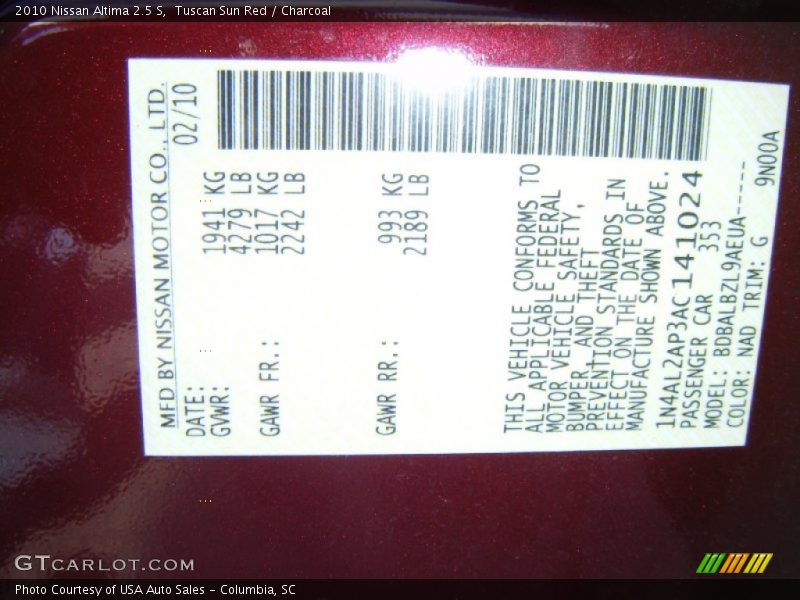 2010 Nissan Altima 2.5 S,  Tuscan Sun Red / Charcoal
MFD BY NISSAN MOTOR CO., LTD.
DATE: 02/10
GVWR: 1941 KG
4279 LB
GAWR FR.: 1017 KG
2242 LB
GAWR RR.: 993 KG
2189 LB
THIS VEHICLE CONFORMS TO
ALL APPLICABLE FEDERAL
MOTOR VEHICLE SAFETY,
BUMPER, AND THEFT
PREVENTION STANDARDS IN
EFFECT ON THE DATE OF
MANUFACTURE SHOWN ABOVE.
1N4AL2AP3AC141024
PASSENGER CAR 353
MODEL: BDBALBZL9AEUA-----
COLOR: NAD TRIM: G 9N00A
GTCARLOT.COM
Photo Courtesy of USA Auto Sales - Columbia, SC